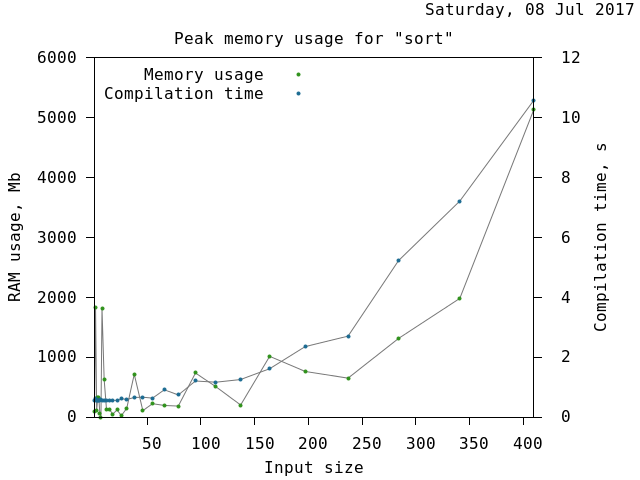 Saturday, 08 Jul 2017
Peak memory usage for "sort"
6000
5000
4000
3000
2000
1000
0
RAM usage, Mb
Memory usage
Compilation time
12
10
8
6
4
2
0
Compilation time, s
50 100 150 200 250 300 350 400
Input size